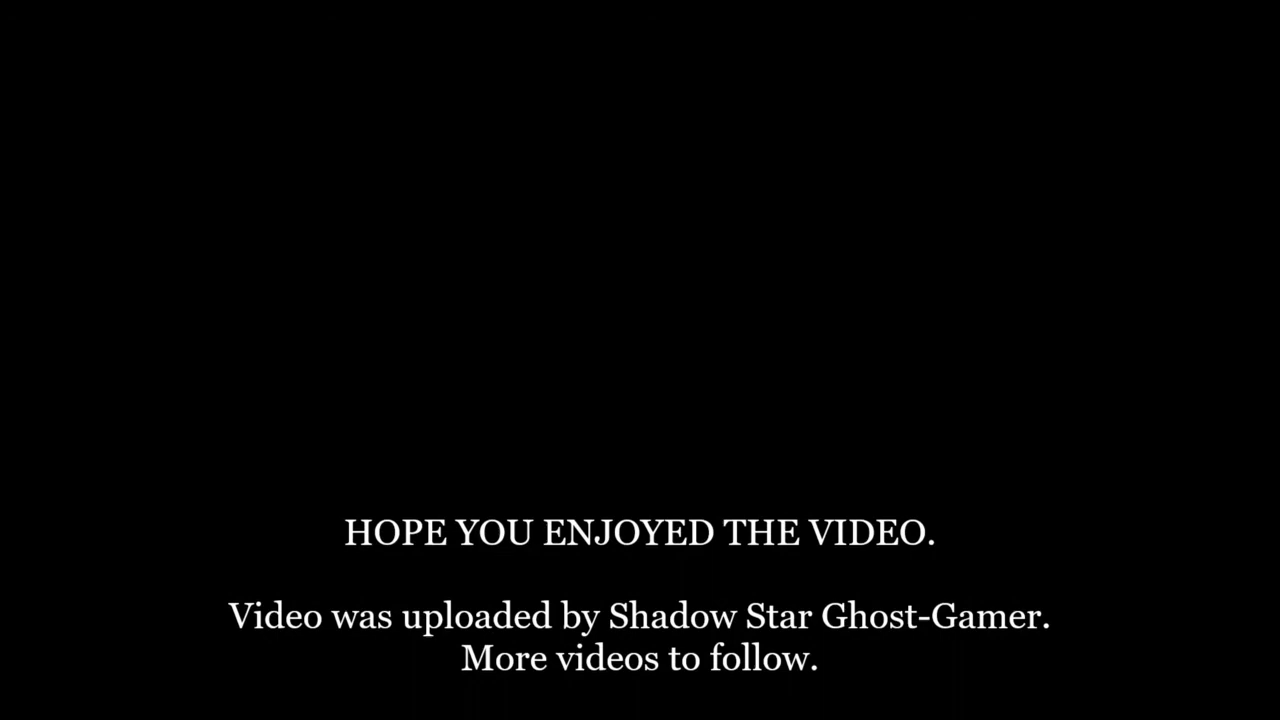 HOPE YOU ENJOYED THE VIDEO.
Video was uploaded by Shadow Star Ghost-Gamer.
More videos to follow.